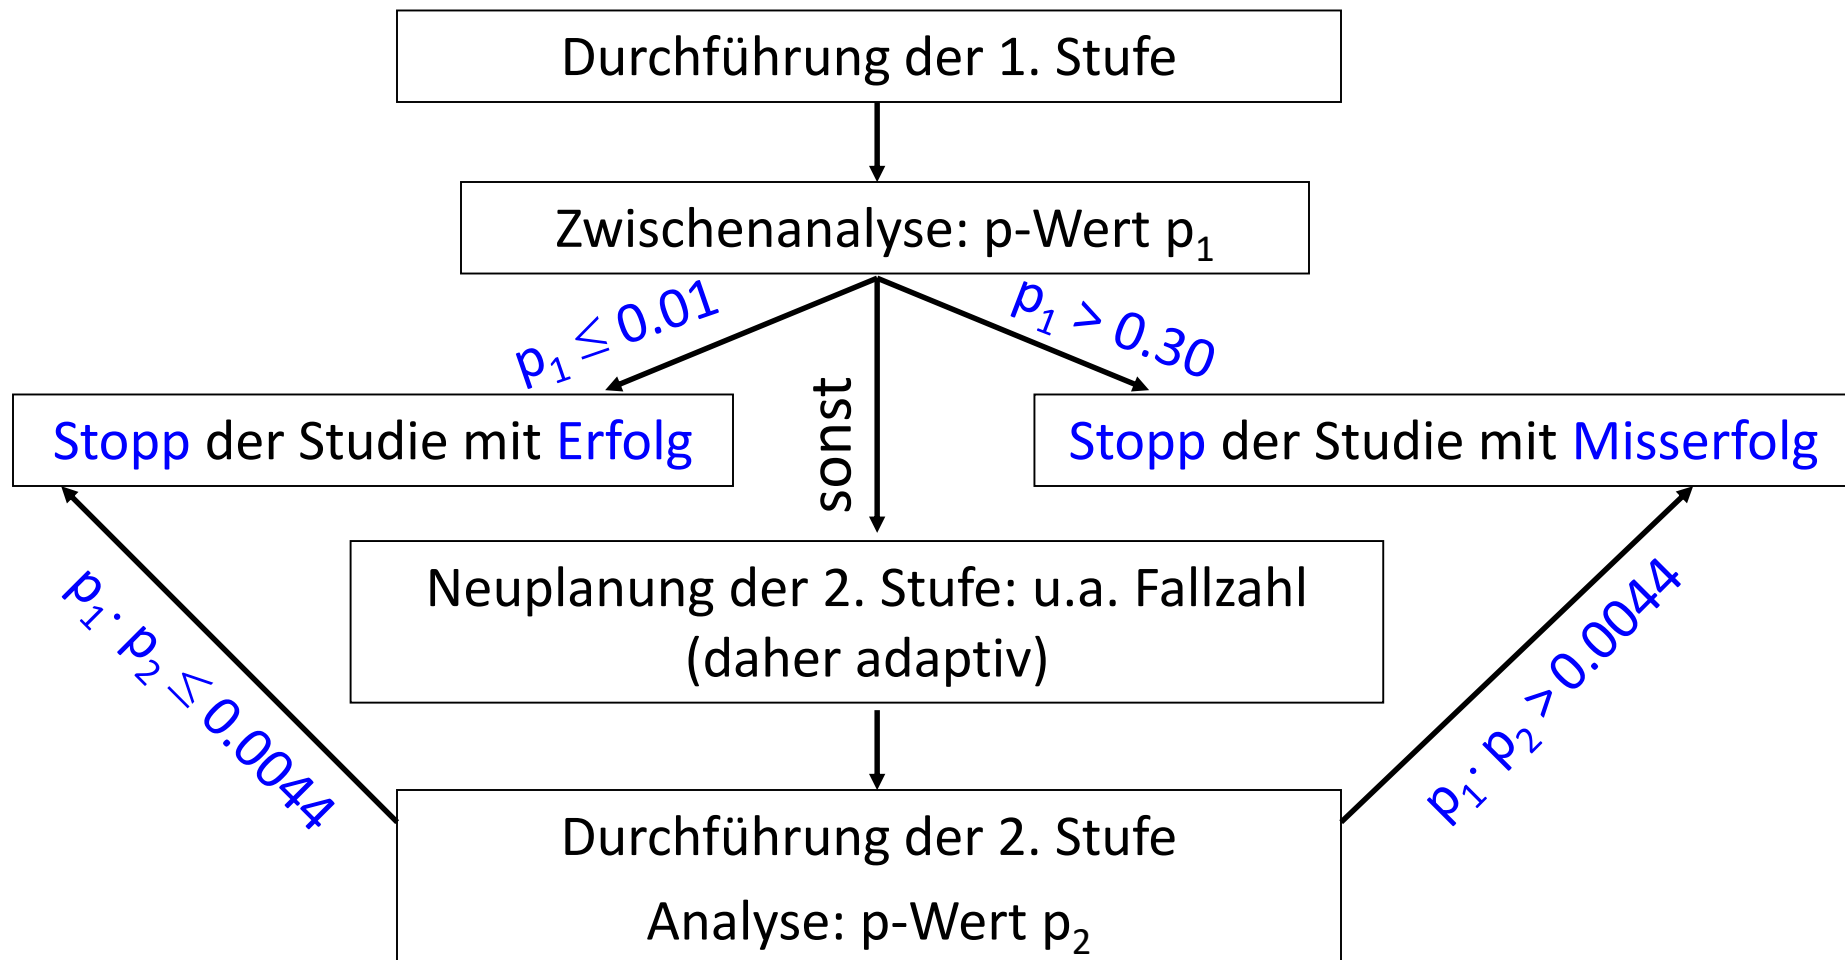 Durchführung der 1. Stufe
Zwischenanalyse: p-Wert p₁
p₁ ≤ 0.01
p₁ > 0.30
sonst
Stopp der Studie mit Erfolg
Stopp der Studie mit Misserfolg
Neuplanung der 2. Stufe: u.a. Fallzahl
(daher adaptiv)
p₁· p₂ ≤ 0.0044
p₁· p₂ > 0.0044
Durchführung der 2. Stufe
Analyse: p-Wert p₂